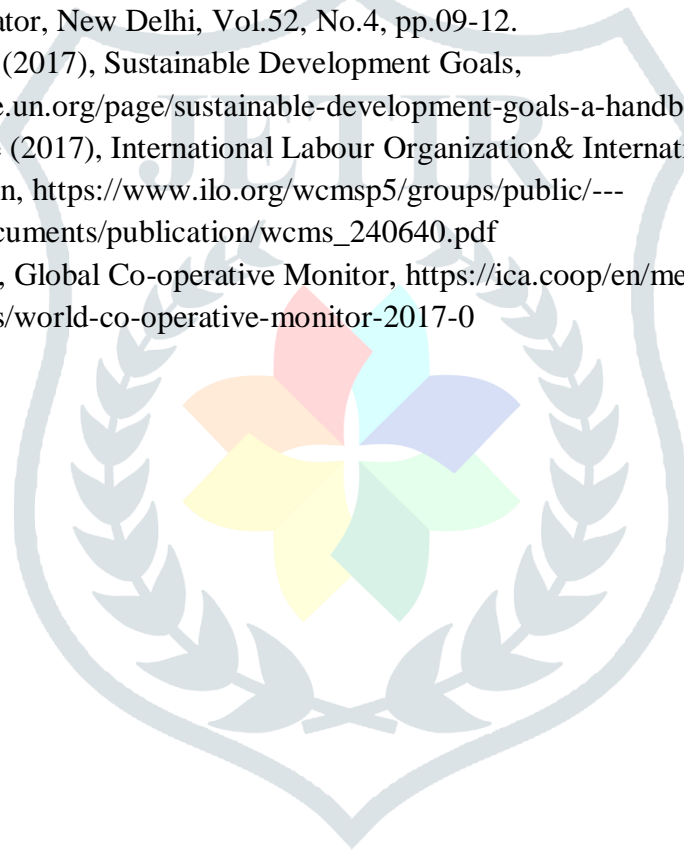 ator, New Delhi, Vol.52, No.4, pp.09-12.
(2017), Sustainable Development Goals,
e.un.org/page/sustainable-development-goals-a-handb
(2017), International Labour Organization& Internati
n, https://www.ilo.org/wcmsp5/groups/public/---
cuments/publication/wcms_240640.pdf
, Global Co-operative Monitor, https://ica.coop/en/me
s/world-co-operative-monitor-2017-0
JETIR